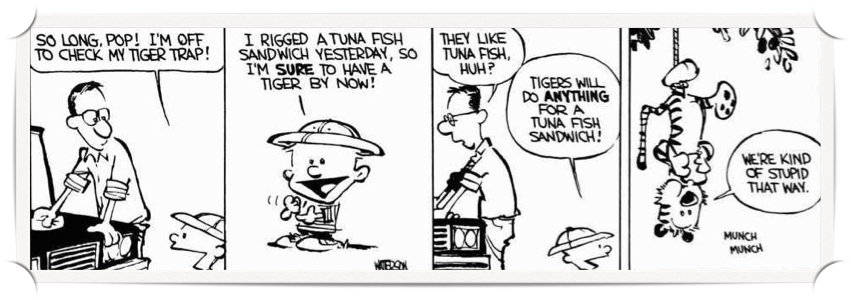 SO LONG, POP! I'M OFF
TO CHECK MY TIGER TRAP!
I RIGGED A TUNA FISH
SANDWICH YESTERDAY, SO
I'M SURE TO HAVE A
TIGER BY NOW!
WATTERSON
THEY LIKE
TUNA FISH,
HUH?
TIGERS WILL
DO ANYTHING
FOR A
TUNA FISH
SANDWICH!
WE'RE KIND
OF STUPID
THAT WAY.
MUNCH
MUNCH